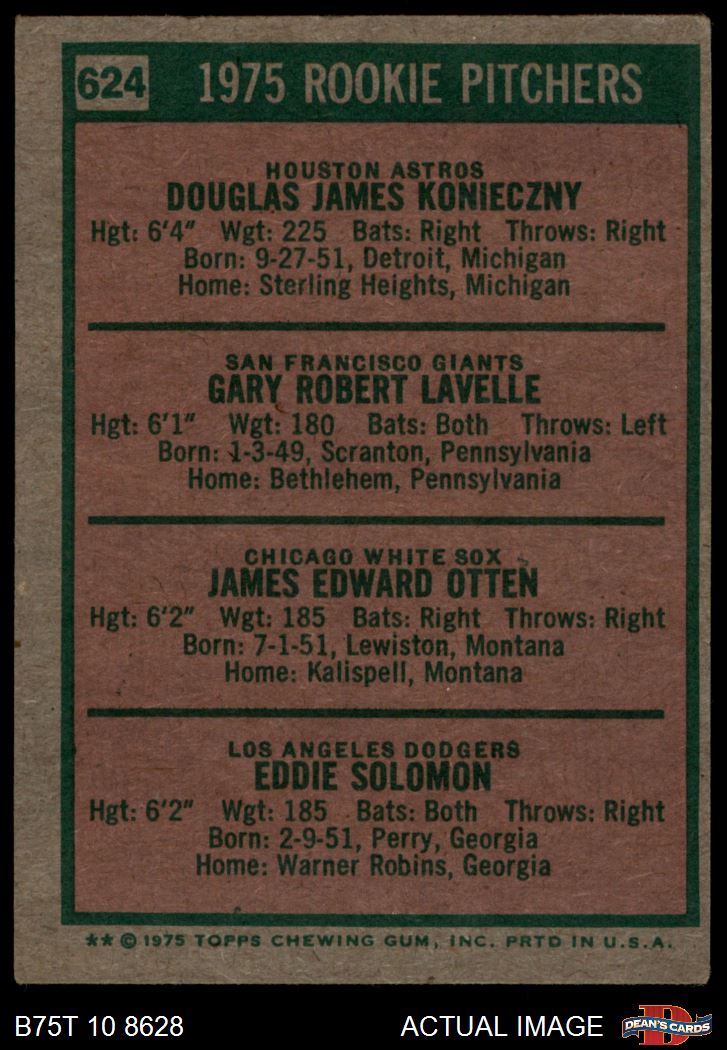 624 1975 ROOKIE PITCHERS
HOUSTON ASTROS
DOUGLAS JAMES KONIECZNY
Hgt: 6'4" Wgt: 225 Bats: Right Throws: Right
Born: 9-27-51, Detroit, Michigan
Home: Sterling Heights, Michigan
SAN FRANCISCO GIANTS
GARY ROBERT LAVELLE
Hgt: 6'1" Wgt: 180 Bats: Both Throws: Left
Born: 1-3-49, Scranton, Pennsylvania
Home: Bethlehem, Pennsylvania
CHICAGO WHITE SOX
JAMES EDWARD OTTEN
Hgt: 6'2" Wgt: 185 Bats: Right Throws: Right
Born: 7-1-51, Lewiston, Montana
Home: Kalispell, Montana
LOS ANGELES DODGERS
EDDIE SOLOMON
Hgt: 6'2" Wgt: 185 Bats: Both Throws: Right
Born: 2-9-51, Perry, Georgia
Home: Warner Robins, Georgia
** © 1975 TOPPS CHEWING GUM, INC. PRTD IN U.S.A.
B75T 10 8628 ACTUAL IMAGE D DEAN'S CARDS